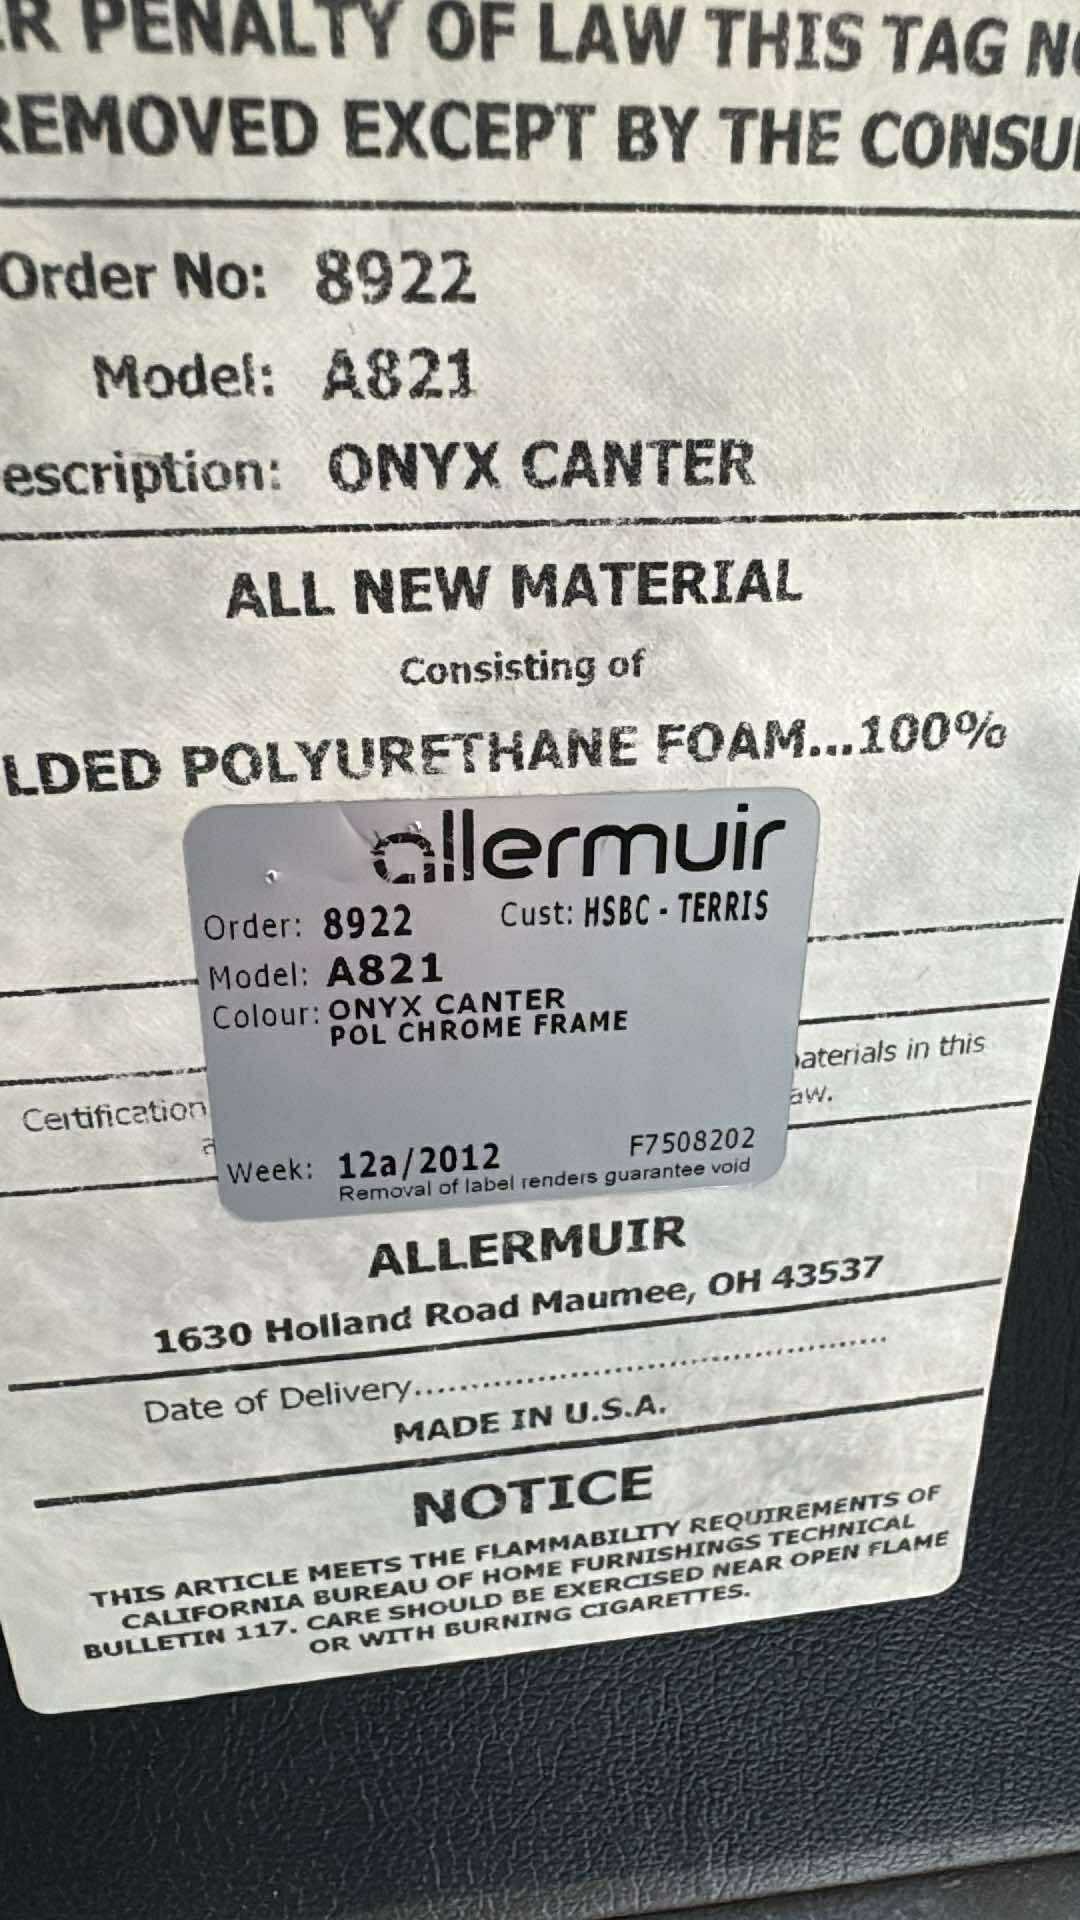 ER PENALTY OF LAW THIS TAG NO
REMOVED EXCEPT BY THE CONSU
Order No: 8922
Model: A821
escription: ONYX CANTER
ALL NEW MATERIAL
Consisting of
LDED POLYURETHANE FOAM...100%
allermuir
Order: 8922 Cust: HSBC - TERRIS
Model: A821
Colour: ONYX CANTER
POL CHROME FRAME
aterials in this
Certification
aw.
a
Week: 12a/2012 F7508202
Removal of label renders guarantee void
ALLERMUIR
1630 Holland Road Maumee, OH 43537
Date of Delivery..............................................
MADE IN U.S.A.
NOTICE
THIS ARTICLE MEETS THE FLAMMABILITY REQUIREMENTS OF
CALIFORNIA BUREAU OF HOME FURNISHINGS TECHNICAL
BULLETIN 117. CARE SHOULD BE EXERCISED NEAR OPEN FLAME
OR WITH BURNING CIGARETTES.